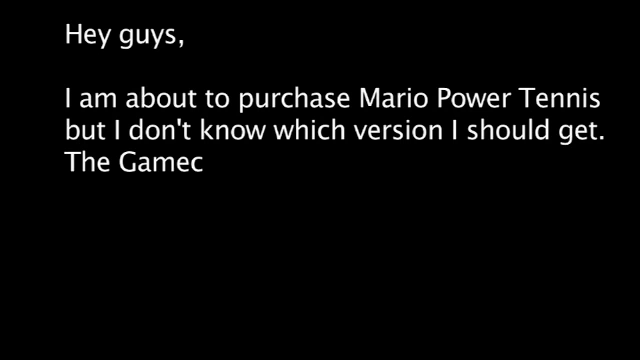 Hey guys,
I am about to purchase Mario Power Tennis
but I don't know which version I should get.
The Gamec